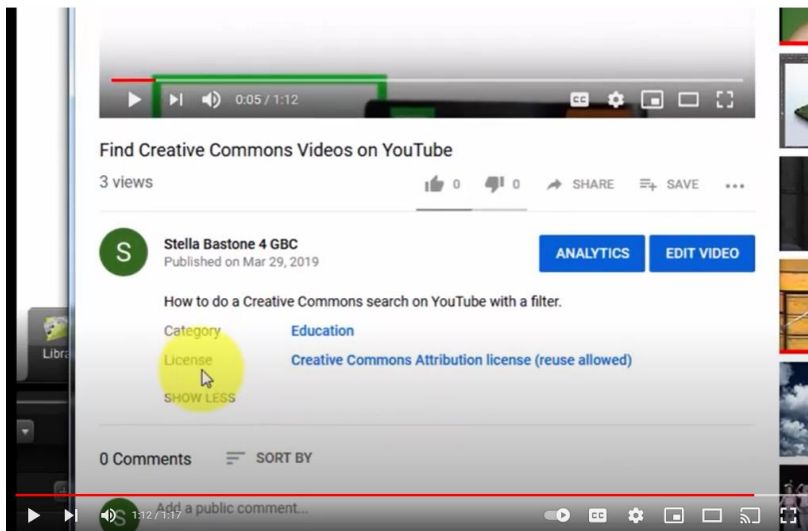 CC
0:05 / 1:12
Find Creative Commons Videos on YouTube
3 views
0
0
SHARE
SAVE
S
Stella Bastone 4 GBC
Published on Mar 29, 2019
ANALYTICS
EDIT VIDEO
How to do a Creative Commons search on YouTube with a filter.
Category Education
Libra
License Creative Commons Attribution license (reuse allowed)
SHOW LESS
0 Comments
SORT BY
S
Add a public comment...
1:12 / 1:17
CC